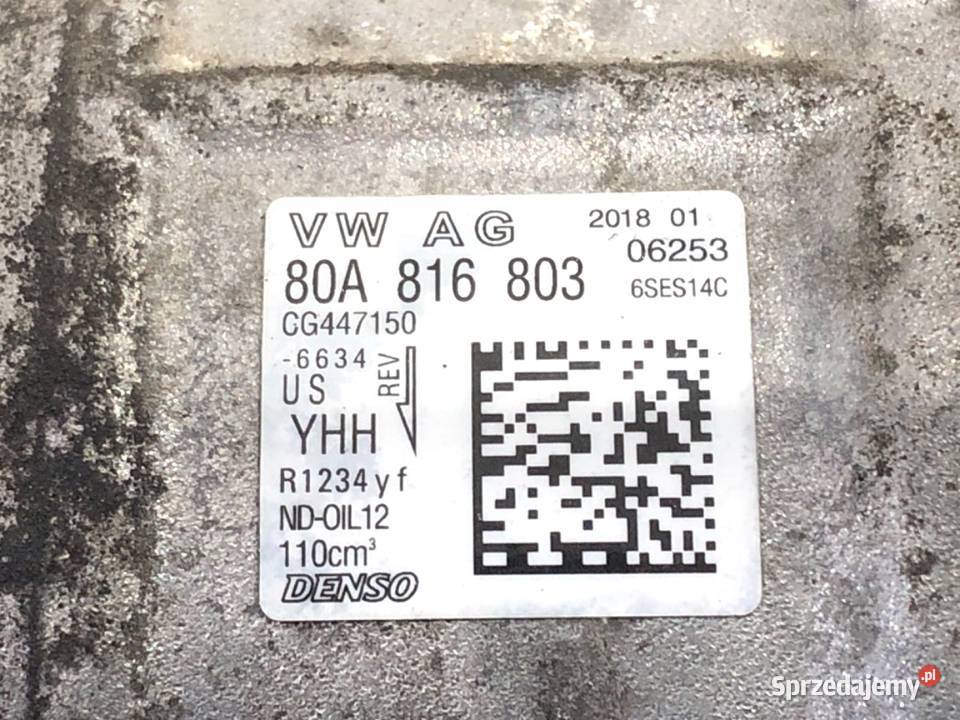 VW AG 2018 01
06253
80A 816 803 6SES14C
CG447150
-6634 REV
US
YHH
R1234yf
ND-OIL12
110cm³
DENSO
Sprzedajemy.pl